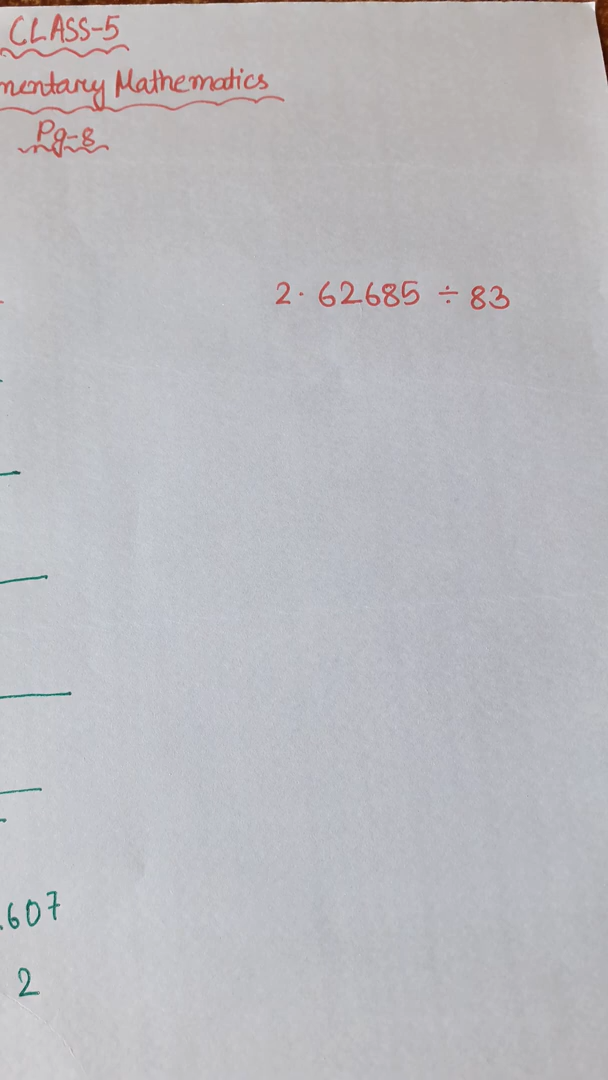 CLASS-5
mentary Mathematics
Pg-8
2. 62685 ÷ 83
.607
2